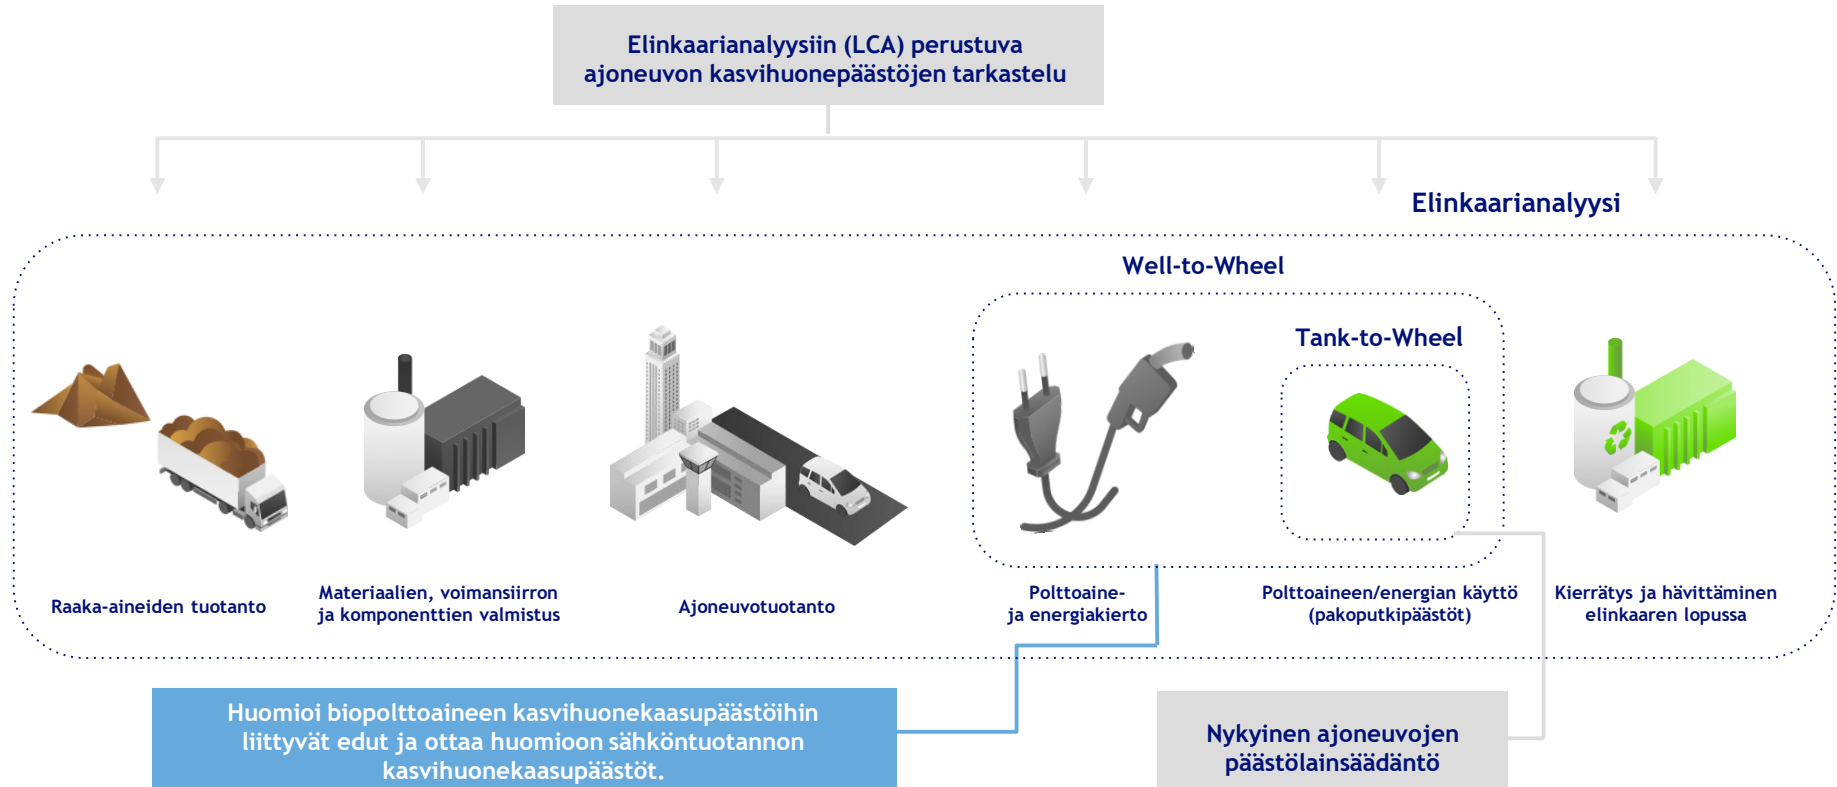 Elinkaarianalyysiin (LCA) perustuva
ajoneuvon kasvihuonepäästöjen tarkastelu
Elinkaarianalyysi
Well-to-Wheel
Tank-to-Wheel
Raaka-aineiden tuotanto
Materiaalien, voimansiirron
ja komponenttien valmistus
Ajoneuvotuotanto
Polttoaine-
ja energiakierto
Polttoaineen/energian käyttö
(pakoputkipäästöt)
Kierrätys ja hävittäminen
elinkaaren lopussa
Huomioi biopolttoaineen kasvihuonekaasupäästöihin
liittyvät edut ja ottaa huomioon sähköntuotannon
kasvihuonekaasupäästöt.
Nykyinen ajoneuvojen
päästölainsäädäntö